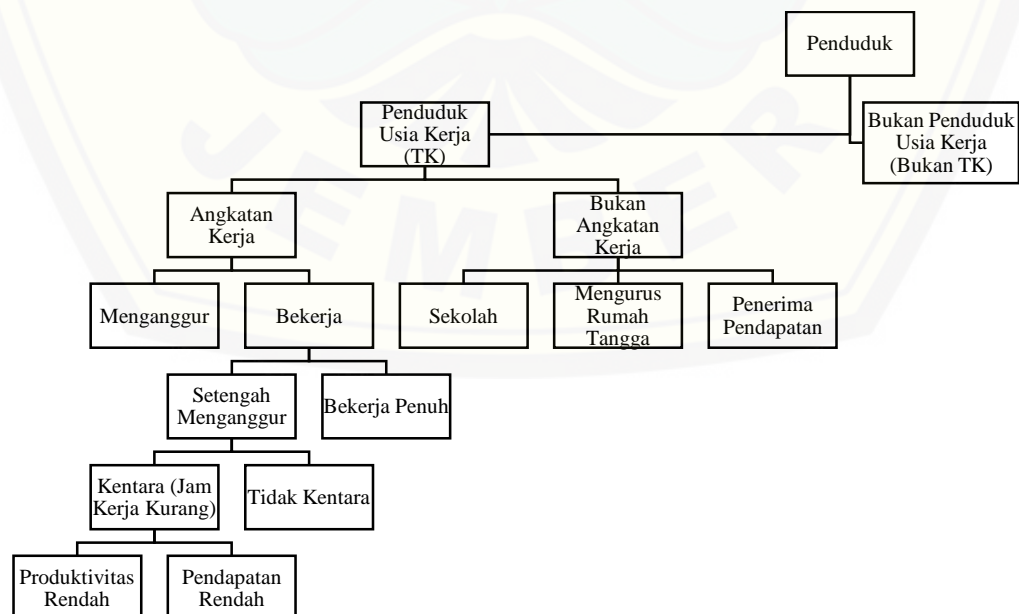 Penduduk
Penduduk
Usia Kerja
(TK)
Bukan Penduduk
Usia Kerja
(Bukan TK)
Angkatan
Kerja
Bukan
Angkatan
Kerja
Menganggur
Bekerja
Sekolah
Mengurus
Rumah
Tangga
Penerima
Pendapatan
Setengah
Menganggur
Bekerja Penuh
Kentara (Jam
Kerja Kurang)
Tidak Kentara
Produktivitas
Rendah
Pendapatan
Rendah
JEMBER